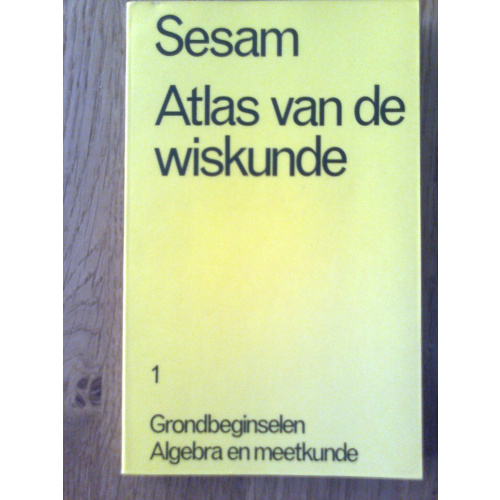 Sesam
Atlas van de
wiskunde
1
Grondbeginselen
Algebra en meetkunde